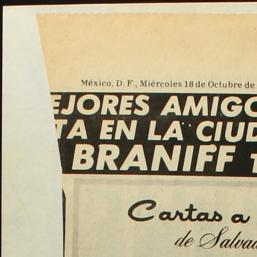 México, D. F., Miércoles 18 de Octubre de
EJORES AMIGO
TA EN LA CIUD
BRANIFF
Cartas a
de Salvad